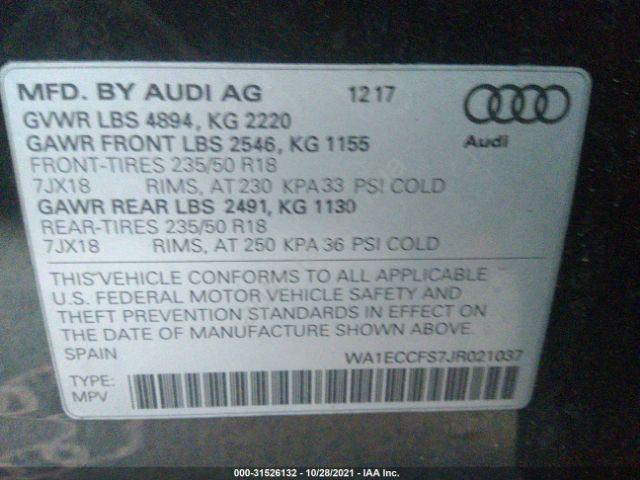 MFD. BY AUDI AG 12 17
GVWR LBS 4894, KG 2220
GAWR FRONT LBS 2546, KG 1155
FRONT-TIRES 235/50 R18
7JX18 RIMS, AT 230 KPA 33 PSI COLD
GAWR REAR LBS 2491, KG 1130
REAR-TIRES 235/50 R18
7JX18 RIMS, AT 250 KPA 36 PSI COLD
Audi
THIS VEHICLE CONFORMS TO ALL APPLICABLE
U.S. FEDERAL MOTOR VEHICLE SAFETY AND
THEFT PREVENTION STANDARDS IN EFFECT ON
THE DATE OF MANUFACTURE SHOWN ABOVE.
SPAIN WA1ECCFS7JR021037
TYPE:
MPV
000-31526132 - 10/28/2021 - IAA Inc.